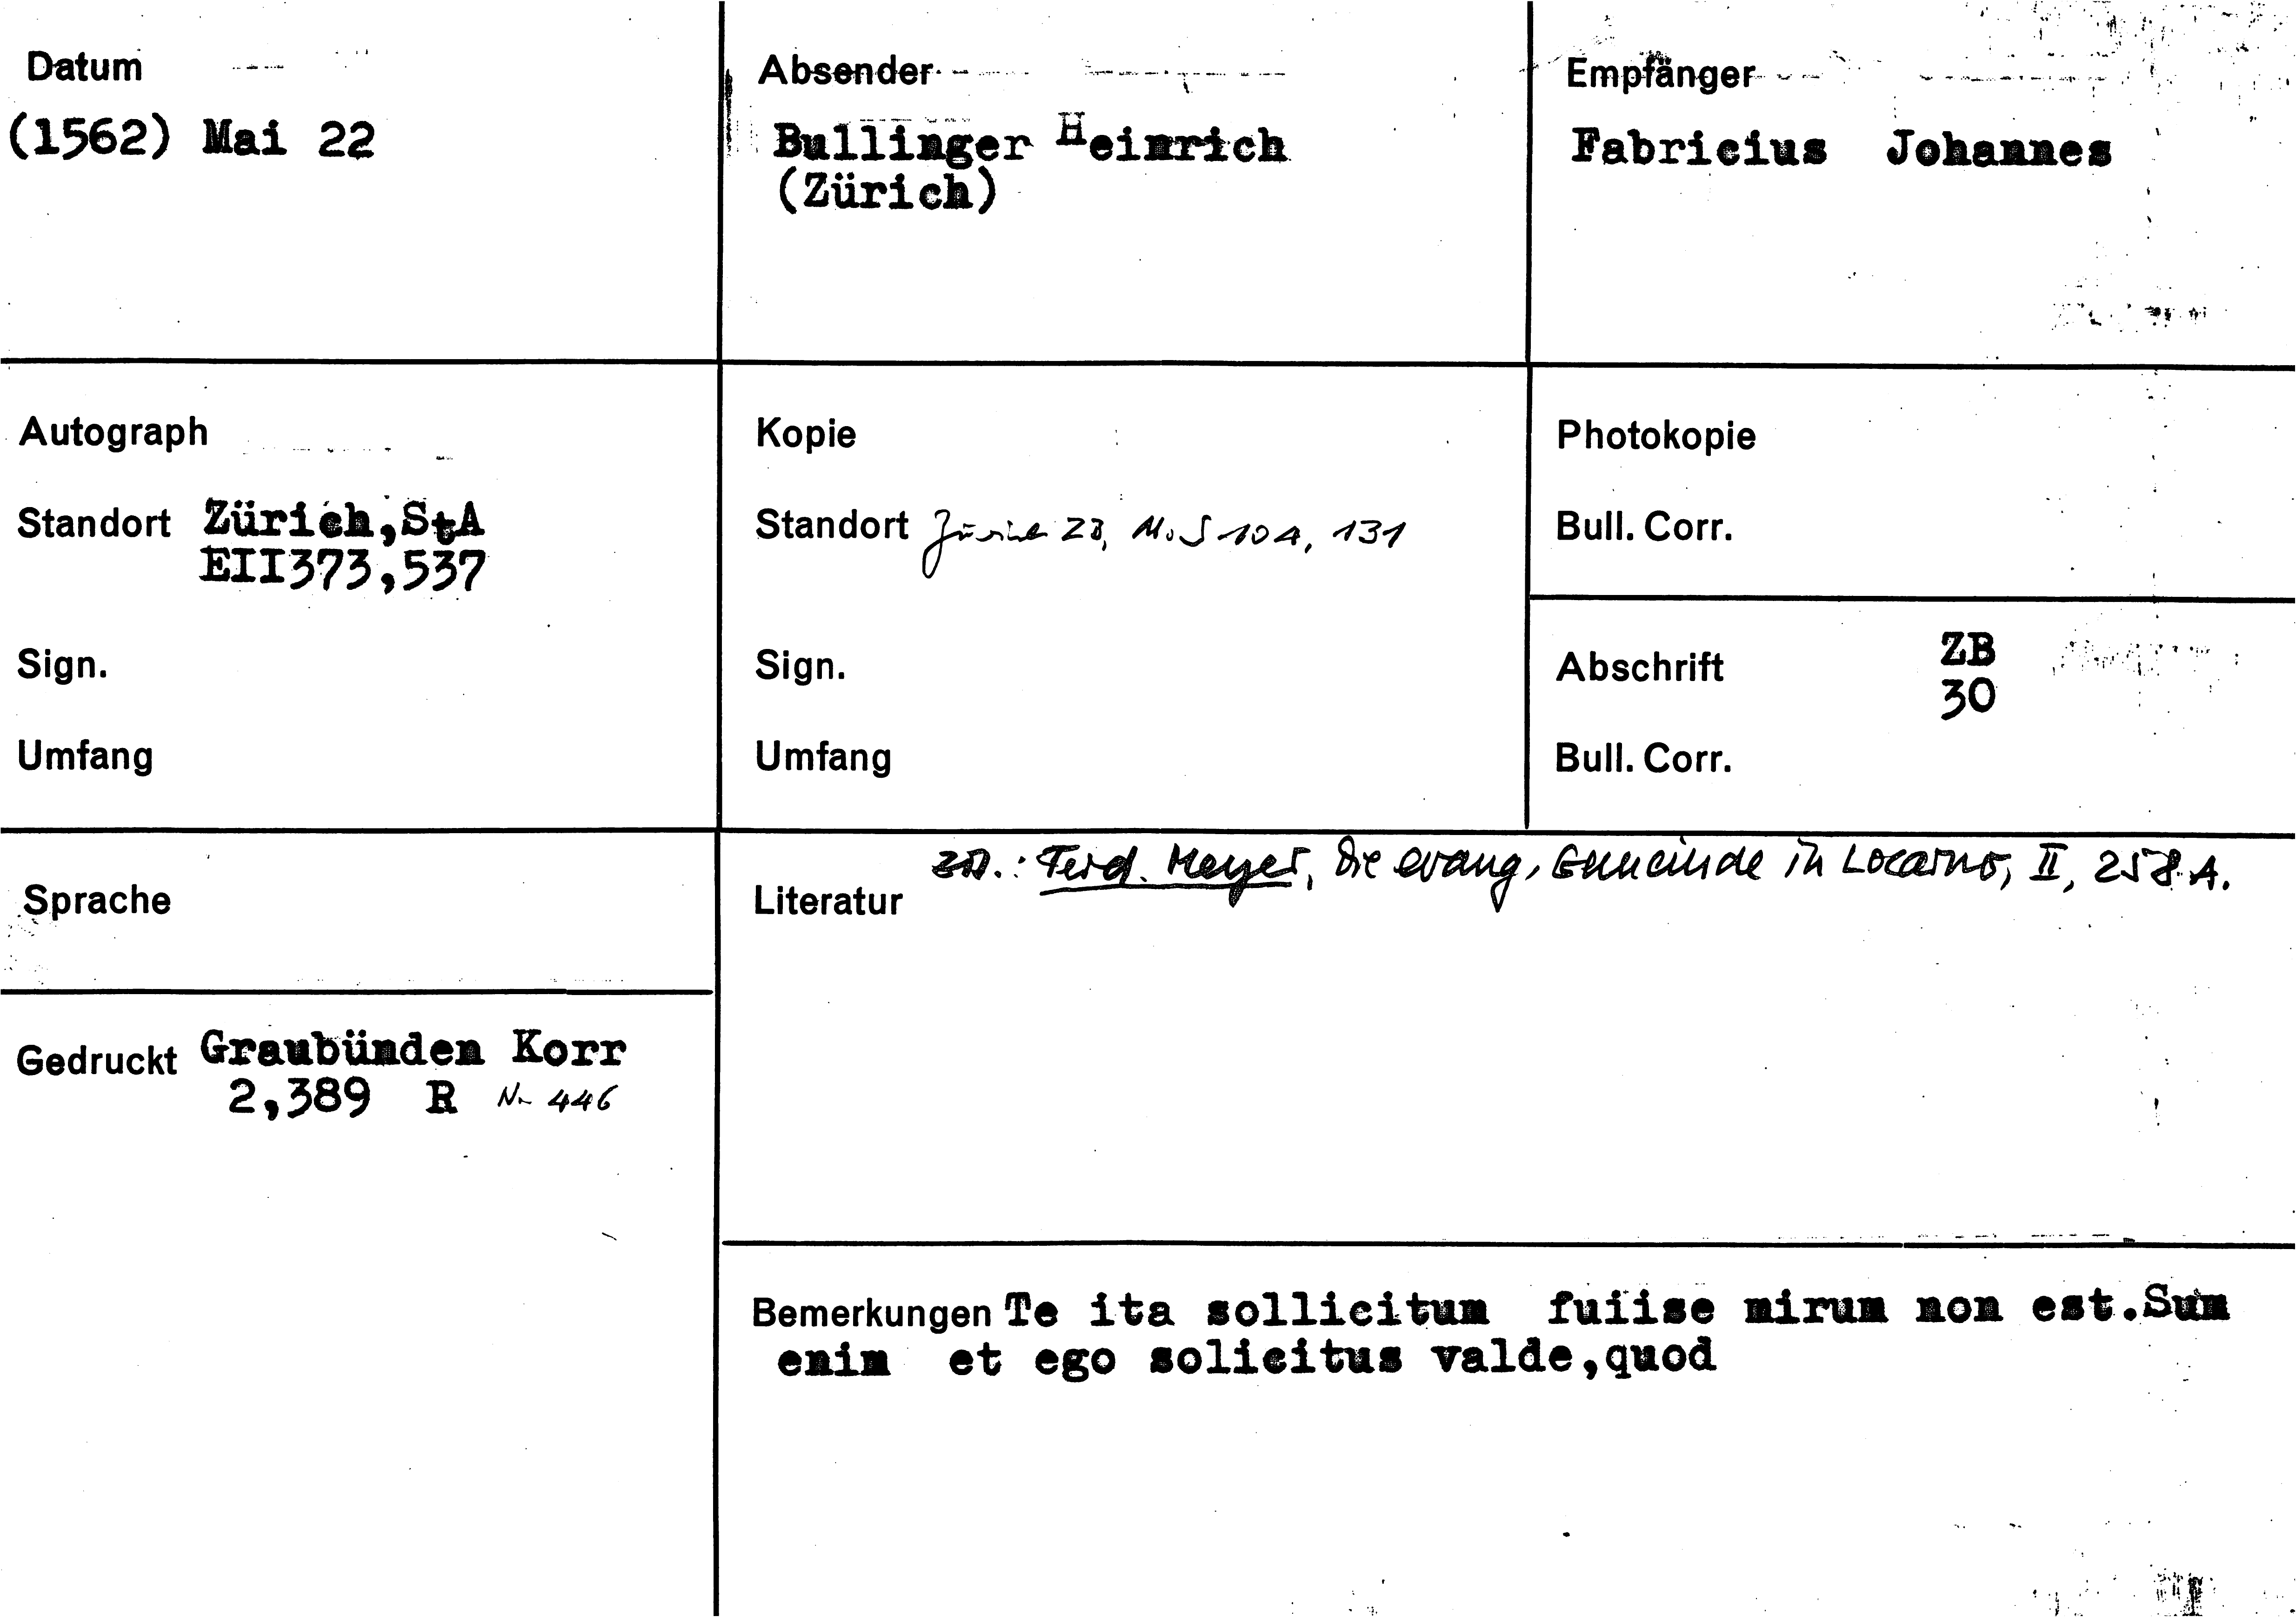 Datum
(1562) Mai 22
Absender
Bullinger Heinrich
(Zürich)
Empfänger
Fabricius Johannes
Autograph
Standort Zürich,StA
EII373,537
Sign.
Umfang
Kopie
Standort Zürich ZB, Ms S 104, 131
Sign.
Umfang
Photokopie
Bull. Corr.
Abschrift ZB
30
Bull. Corr.
Sprache
Gedruckt Graubünden Korr
2,389 R Nr 446
Literatur Ferd. Meyer, Die evang. Gemeinde in Locarno, II, 258 A.
Bemerkungen Te ita sollicitum fuiise mirum non est.Sum
enim et ego solicitus valde,quod